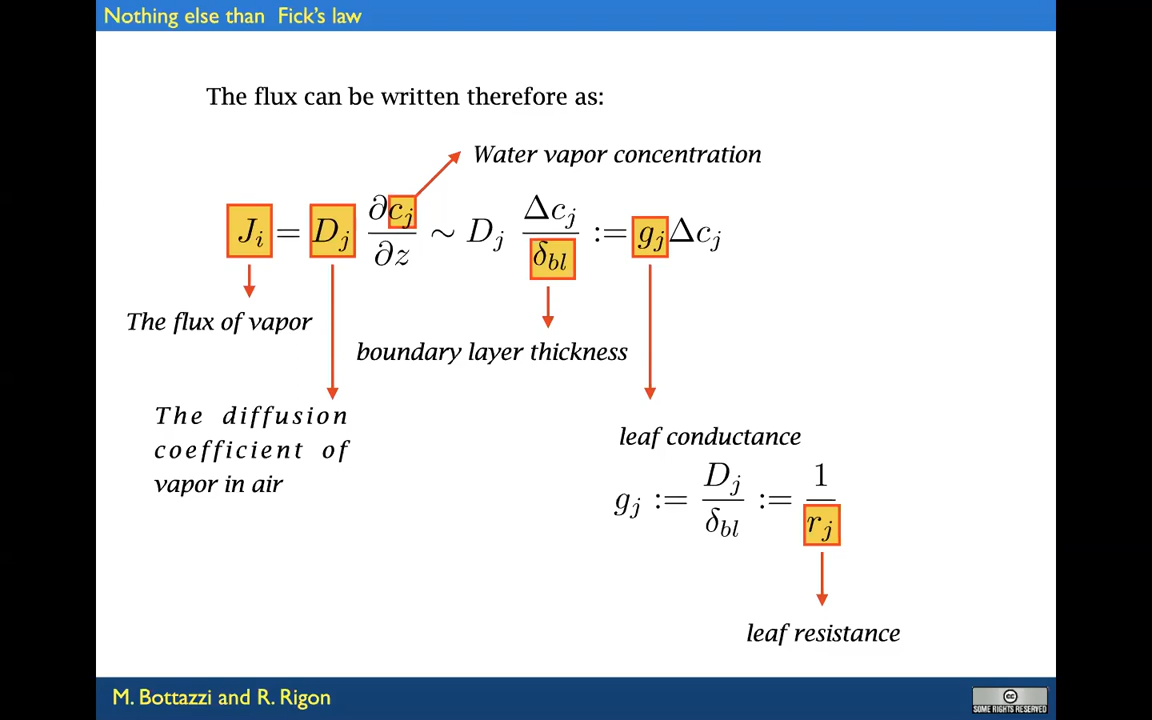 Nothing else than Fick's law
The flux can be written therefore as:
Water vapor concentration
J_i = D_j ∂c_j/∂z ∼ D_j Δc_j/δ_bl := g_j Δc_j
The flux of vapor
boundary layer thickness
The diffusion
coefficient of
vapor in air
leaf conductance
g_j := D_j/δ_bl := 1/r_j
leaf resistance
M. Bottazzi and R. Rigon
cc
SOME RIGHTS RESERVED